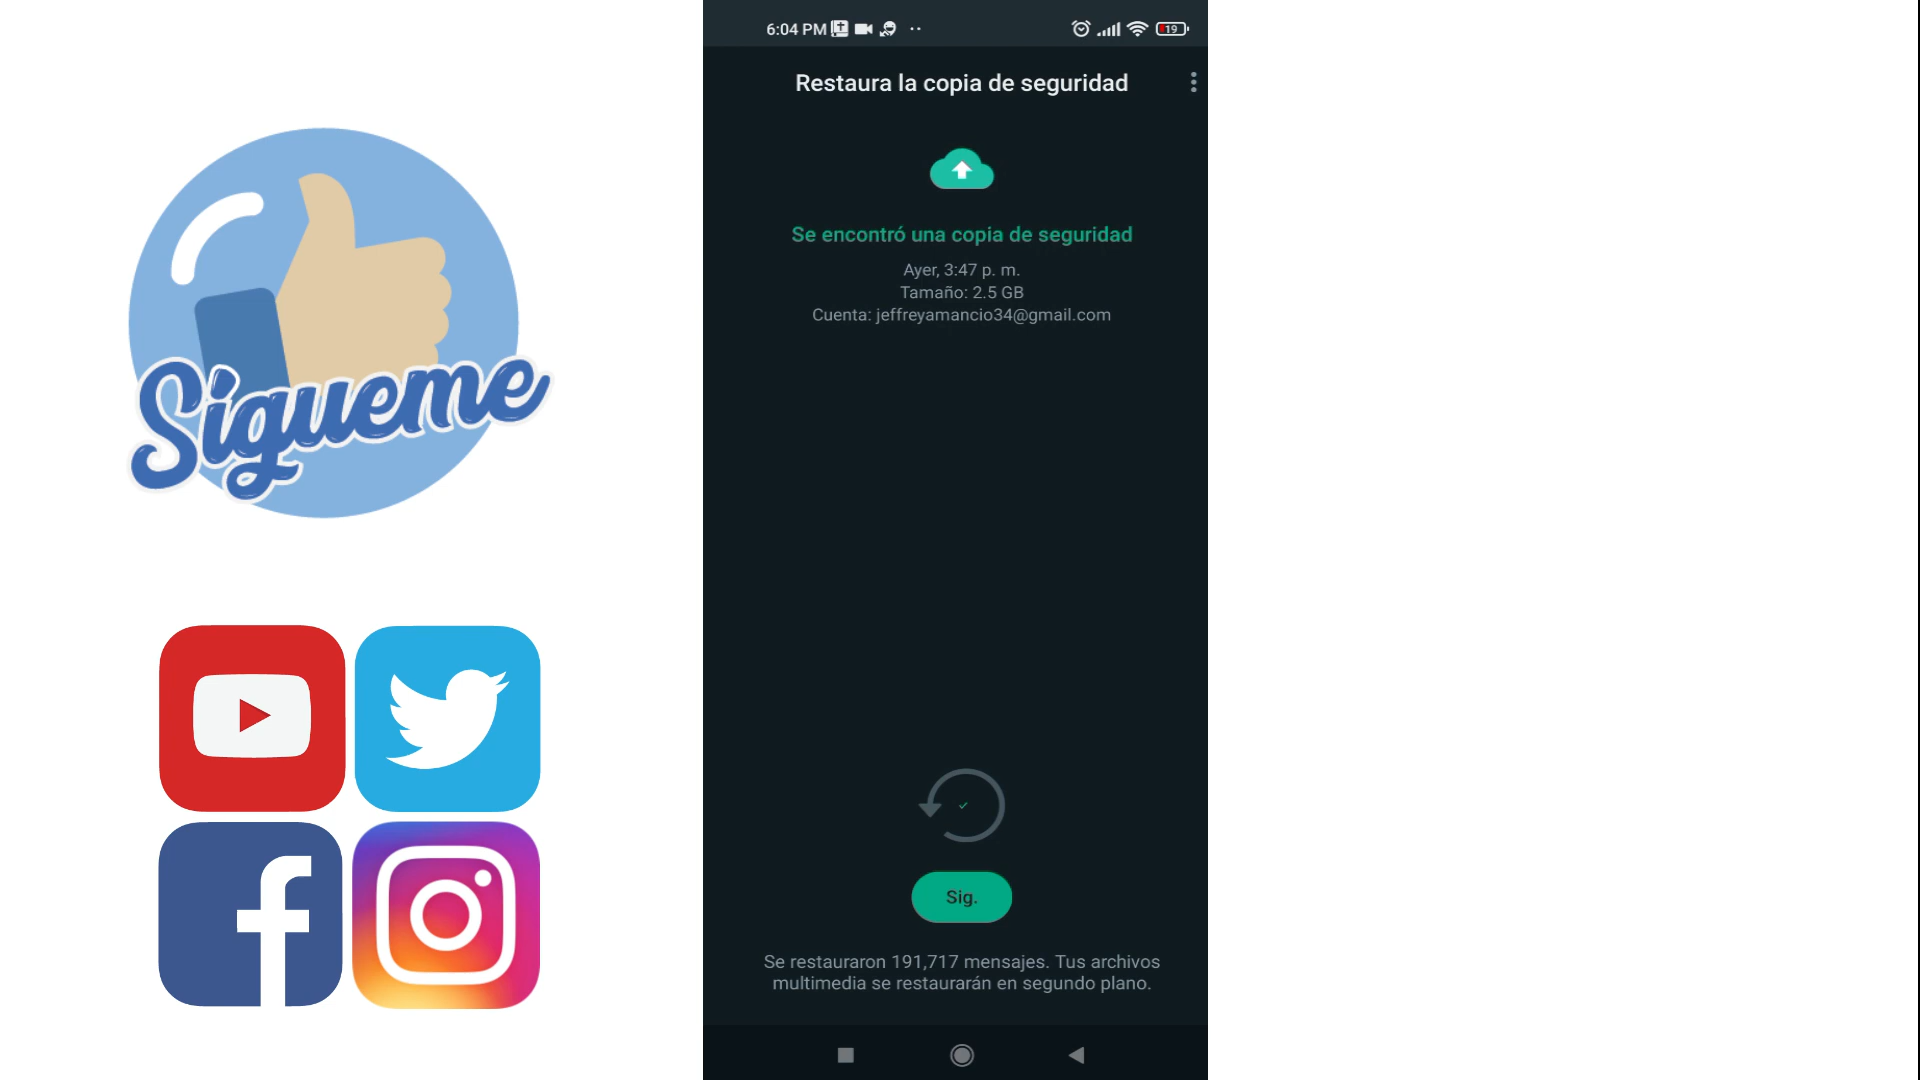 6:04 PM
19
Restaura la copia de seguridad
Se encontró una copia de seguridad
Ayer, 3:47 p. m.
Tamaño: 2.5 GB
Cuenta: jeffreyamancio34@gmail.com
Sígueme
Sig.
Se restauraron 191,717 mensajes. Tus archivos
multimedia se restaurarán en segundo plano.